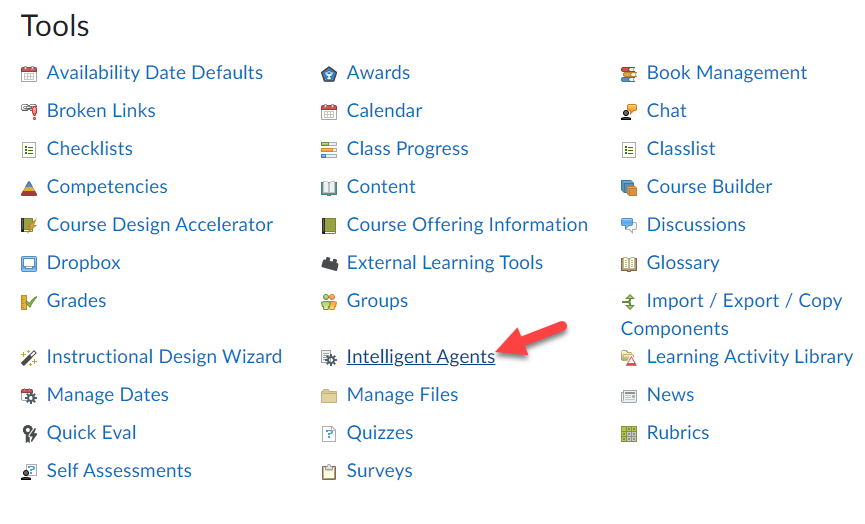 Tools
Availability Date Defaults
Awards
Book Management
Broken Links
Calendar
Chat
Checklists
Class Progress
Classlist
Competencies
Content
Course Builder
Course Design Accelerator
Course Offering Information
Discussions
Dropbox
External Learning Tools
Glossary
Grades
Groups
Import / Export / Copy
Components
Instructional Design Wizard
Intelligent Agents
Learning Activity Library
Manage Dates
Manage Files
News
Quick Eval
Quizzes
Rubrics
Self Assessments
Surveys